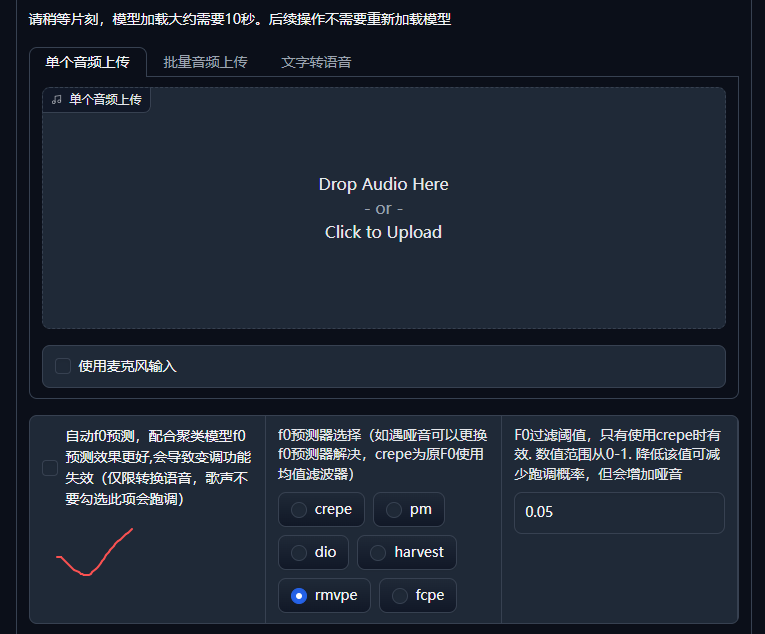 请稍等片刻，模型加载大约需要10秒。后续操作不需要重新加载模型
单个音频上传
批量音频上传
文字转语音
单个音频上传
Drop Audio Here
- or -
Click to Upload
使用麦克风输入
自动f0预测，配合聚类模型f0
预测效果更好,会导致变调功能
失效（仅限转换语音，歌声不
要勾选此项会跑调）
f0预测器选择（如遇哑音可以更换
f0预测器解决，crepe为原F0使用
均值滤波器）
crepe
pm
dio
harvest
rmvpe
fcpe
F0过滤阈值，只有使用crepe时有
效. 数值范围从0-1. 降低该值可减
少跑调概率，但会增加哑音
0.05